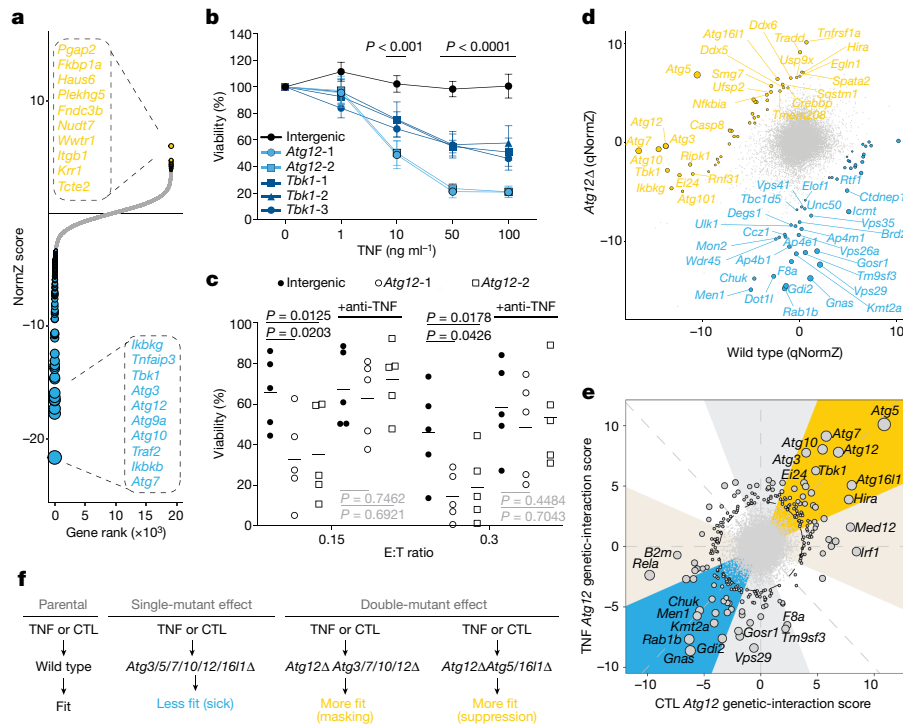 a
10
0
−10
−20
NormZ score
Pgap2
Fkbp1a
Haus6
Plekhg5
Fndc3b
Nudt7
Wwtr1
Itgb1
Krr1
Tcte2
Ikbkg
Tnfaip3
Tbk1
Atg3
Atg12
Atg9a
Atg10
Traf2
Ikbkb
Atg7
0 10 20
Gene rank (×10³)
b
140
120
100
80
60
40
20
0
Viability (%)
P < 0.001 P < 0.0001
Intergenic
Atg12-1
Atg12-2
Tbk1-1
Tbk1-2
Tbk1-3
0 1 10 50 100
TNF (ng ml⁻¹)
c
Intergenic Atg12-1 Atg12-2
+anti-TNF +anti-TNF
P = 0.0125 P = 0.0178
P = 0.0203 P = 0.0426
100
80
60
40
20
0
Viability (%)
P = 0.7462 P = 0.4484
P = 0.6921 P = 0.7043
0.15 0.3
E:T ratio
d
10
0
−10
Atg12Δ (qNormZ)
Ddx6
Atg16l1
Tradd
Tnfrsf1a
Ddx5
Hira
Usp9x
Egln1
Atg5
Smg7
Ufsp2
Spata2
Sqstm1
Nfkbia
Crebbp
Tmem208
Atg12
Casp8
Atg7
Atg3
Atg10
Ripk1
Tbk1
Ei24
Rnf31
Ikbkg
Atg101
Rtf1
Vps41
Elof1
Tbc1d5
Unc50
Ctdnep1
Degs1
Icmt
Ulk1
Vps35
Ccz1
Brd2
Mon2
Ap4e1
Ap4m1
Wdr45
Ap4b1
Vps26a
Gosr1
Chuk
F8a
Tm9sf3
Men1
Gdi2
Vps29
Dot1l
Gnas
Kmt2a
Rab1b
−10 0 10
Wild type (qNormZ)
e
10
5
0
−5
−10
TNF Atg12 genetic-interaction score
Atg5
Atg10
Atg7
Atg3
Atg12
Ei24
Tbk1
Atg16l1
Hira
Med12
Irf1
B2m
Rela
Chuk
Men1
Kmt2a
Rab1b
Gdi2
Gnas
Gosr1
F8a
Tm9sf3
Vps29
−10 −5 0 5 10
CTL Atg12 genetic-interaction score
f
Parental Single-mutant effect Double-mutant effect
TNF or CTL TNF or CTL TNF or CTL TNF or CTL
Wild type Atg3/5/7/10/12/16l1Δ Atg12Δ Atg3/7/10/12Δ Atg12ΔAtg5/16l1Δ
Fit Less fit (sick) More fit (masking) More fit (suppression)